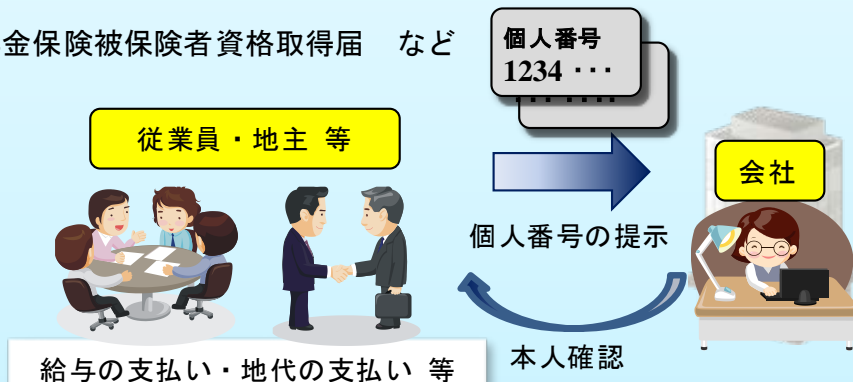 金保険被保険者資格取得届　など
個人番号
1234 ・・・
従業員・地主 等
会社
個人番号の提示
本人確認
給与の支払い・地代の支払い 等